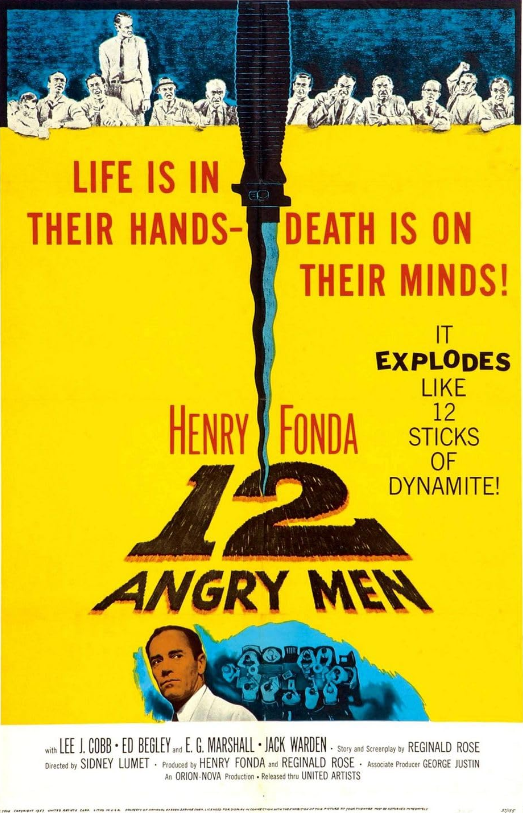 LIFE IS IN
THEIR HANDS-
DEATH IS ON
THEIR MINDS!
IT
EXPLODES
LIKE
12
STICKS
OF
DYNAMITE!
HENRY FONDA
12
ANGRY MEN
with LEE J. COBB • ED BEGLEY and E. G. MARSHALL • JACK WARDEN • Story and Screenplay by REGINALD ROSE
Directed by SIDNEY LUMET • Produced by HENRY FONDA and REGINALD ROSE • Associate Producer GEORGE JUSTIN
An ORION-NOVA Production • Released thru UNITED ARTISTS